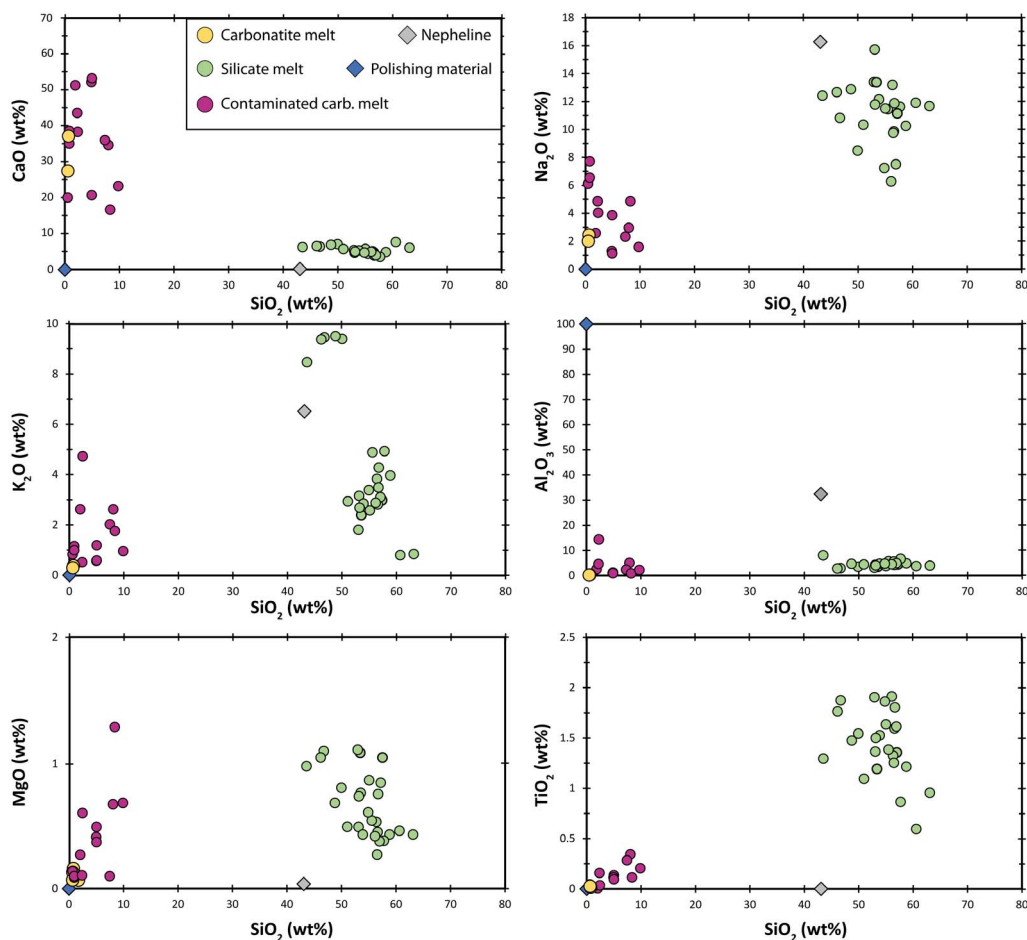 70
60
50
40
30
20
10
0
CaO (wt%)
Carbonatite melt
Nepheline
Silicate melt
Polishing material
Contaminated carb. melt
0 10 20 30 40 50 60 70 80
SiO₂ (wt%)
18
16
14
12
10
8
6
4
2
0
Na₂O (wt%)
0 10 20 30 40 50 60 70 80
SiO₂ (wt%)
10
8
6
4
2
0
K₂O (wt%)
0 10 20 30 40 50 60 70 80
SiO₂ (wt%)
100
90
80
70
60
50
40
30
20
10
0
Al₂O₃ (wt%)
0 10 20 30 40 50 60 70 80
SiO₂ (wt%)
2
1
0
MgO (wt%)
0 10 20 30 40 50 60 70 80
SiO₂ (wt%)
2.5
2
1.5
1
0.5
0
TiO₂ (wt%)
0 10 20 30 40 50 60 70 80
SiO₂ (wt%)